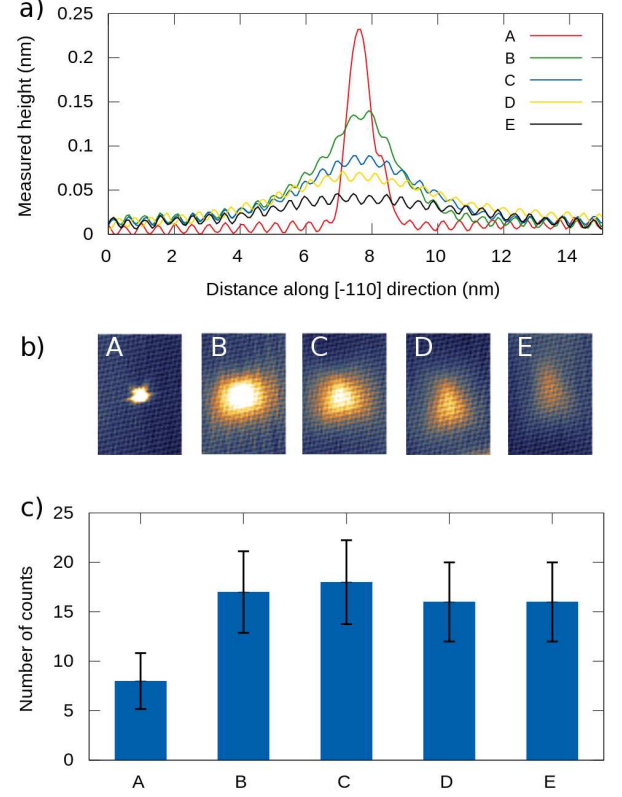 a)
0.25
0.2
0.15
0.1
0.05
0
Measured height (nm)
A
B
C
D
E
0 2 4 6 8 10 12 14
Distance along [-110] direction (nm)
b)
A B C D E
c)
25
20
15
10
5
0
Number of counts
A B C D E